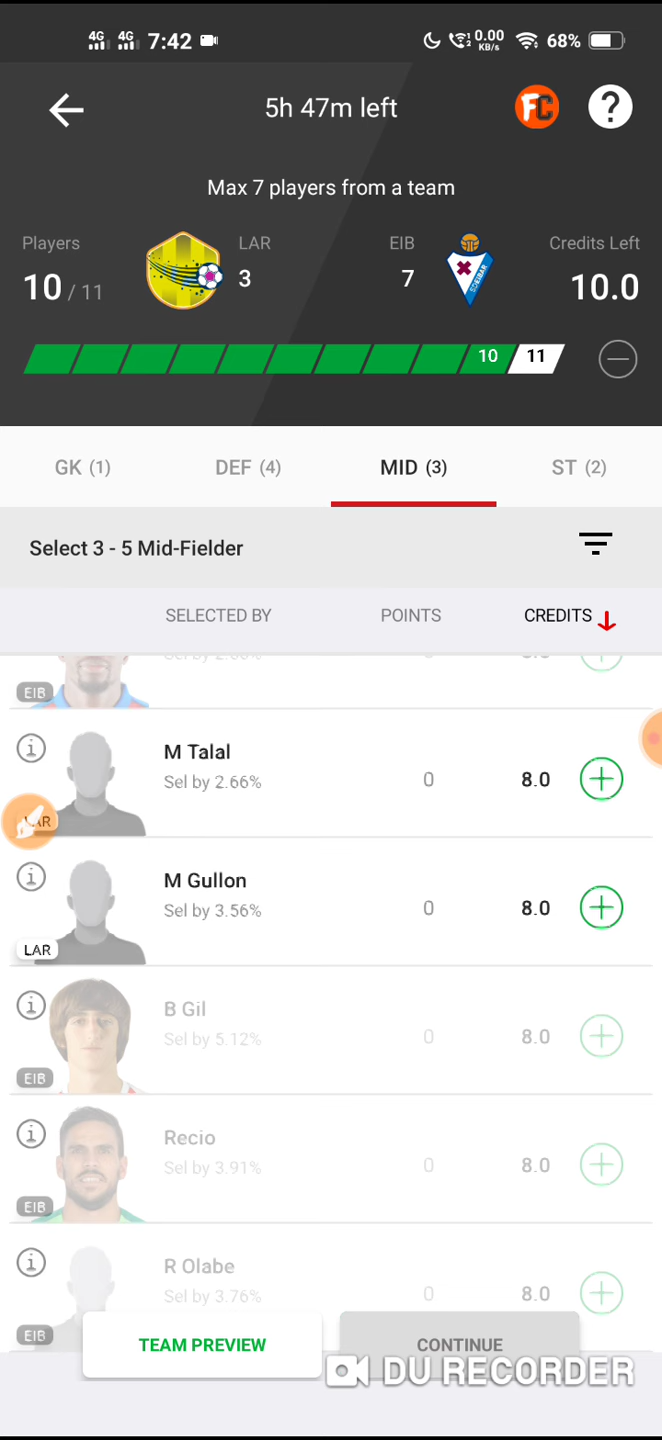 4G 4G 7:42 0.00 KB/s 68%
5h 47m left FC ?
Max 7 players from a team
Players LAR EIB Credits Left
10 / 11 3 7 10.0
10 11
GK (1) DEF (4) MID (3) ST (2)
Select 3 - 5 Mid-Fielder
SELECTED BY POINTS CREDITS
EIB
M Talal
Sel by 2.66% 0 8.0
M Gullon
Sel by 3.56% 0 8.0
LAR
B Gil
Sel by 5.12% 0 8.0
EIB
Recio
Sel by 3.91% 0 8.0
EIB
R Olabe
Sel by 3.76% 0 8.0
EIB
TEAM PREVIEW CONTINUE
DU RECORDER